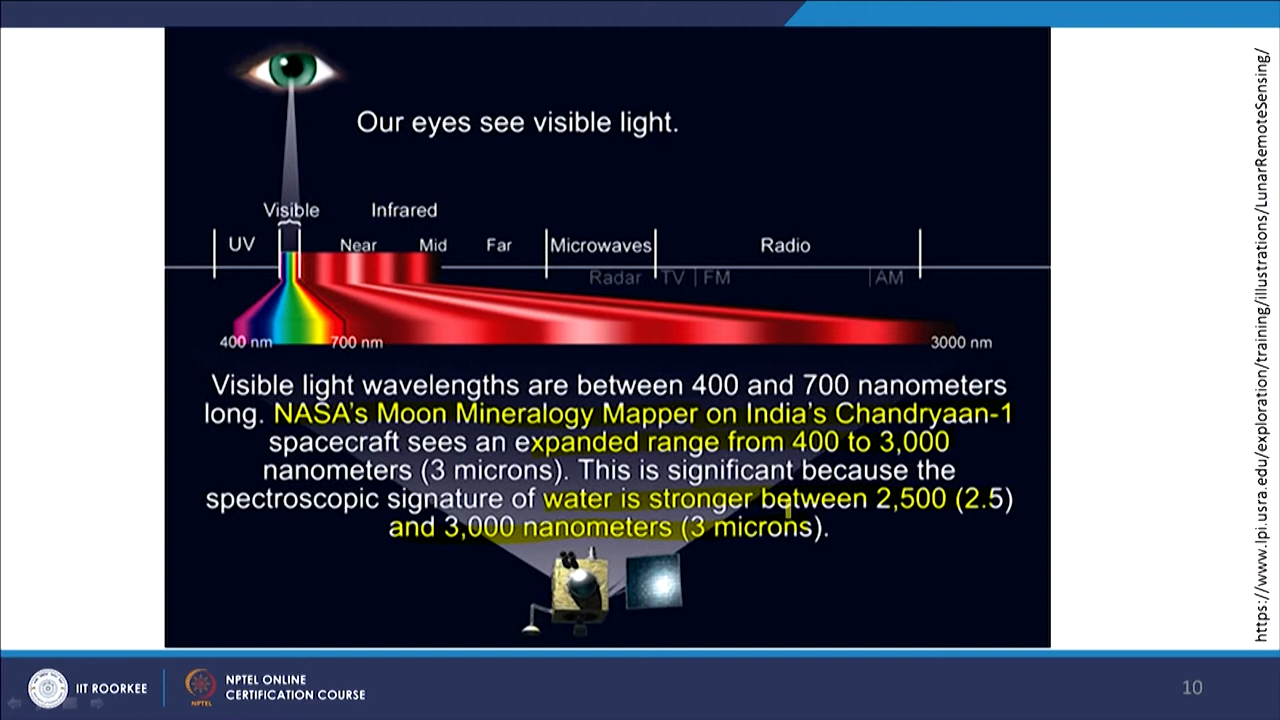 Our eyes see visible light.
Visible
Infrared
UV
Near
Mid
Far
Microwaves
Radio
Radar
TV
FM
AM
400 nm
700 nm
3000 nm
Visible light wavelengths are between 400 and 700 nanometers
long. NASA's Moon Mineralogy Mapper on India's Chandryaan-1
spacecraft sees an expanded range from 400 to 3,000
nanometers (3 microns). This is significant because the
spectroscopic signature of water is stronger between 2,500 (2.5)
and 3,000 nanometers (3 microns).
https://www.lpi.usra.edu/exploration/training/illustrations/LunarRemoteSensing/
IIT ROORKEE
NPTEL
NPTEL ONLINE
CERTIFICATION COURSE
10